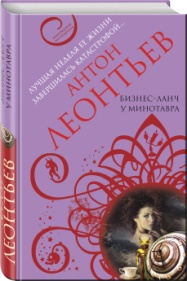 ЛУЧШАЯ НЕДЕЛЯ ЕЕ ЖИЗНИ
ЗАВЕРШИЛАСЬ КАТАСТРОФОЙ...
АНТОН
ЛЕОНТЬЕВ
БИЗНЕС-ЛАНЧ
У МИНОТАВРА
ЛЕОНТЬЕВ